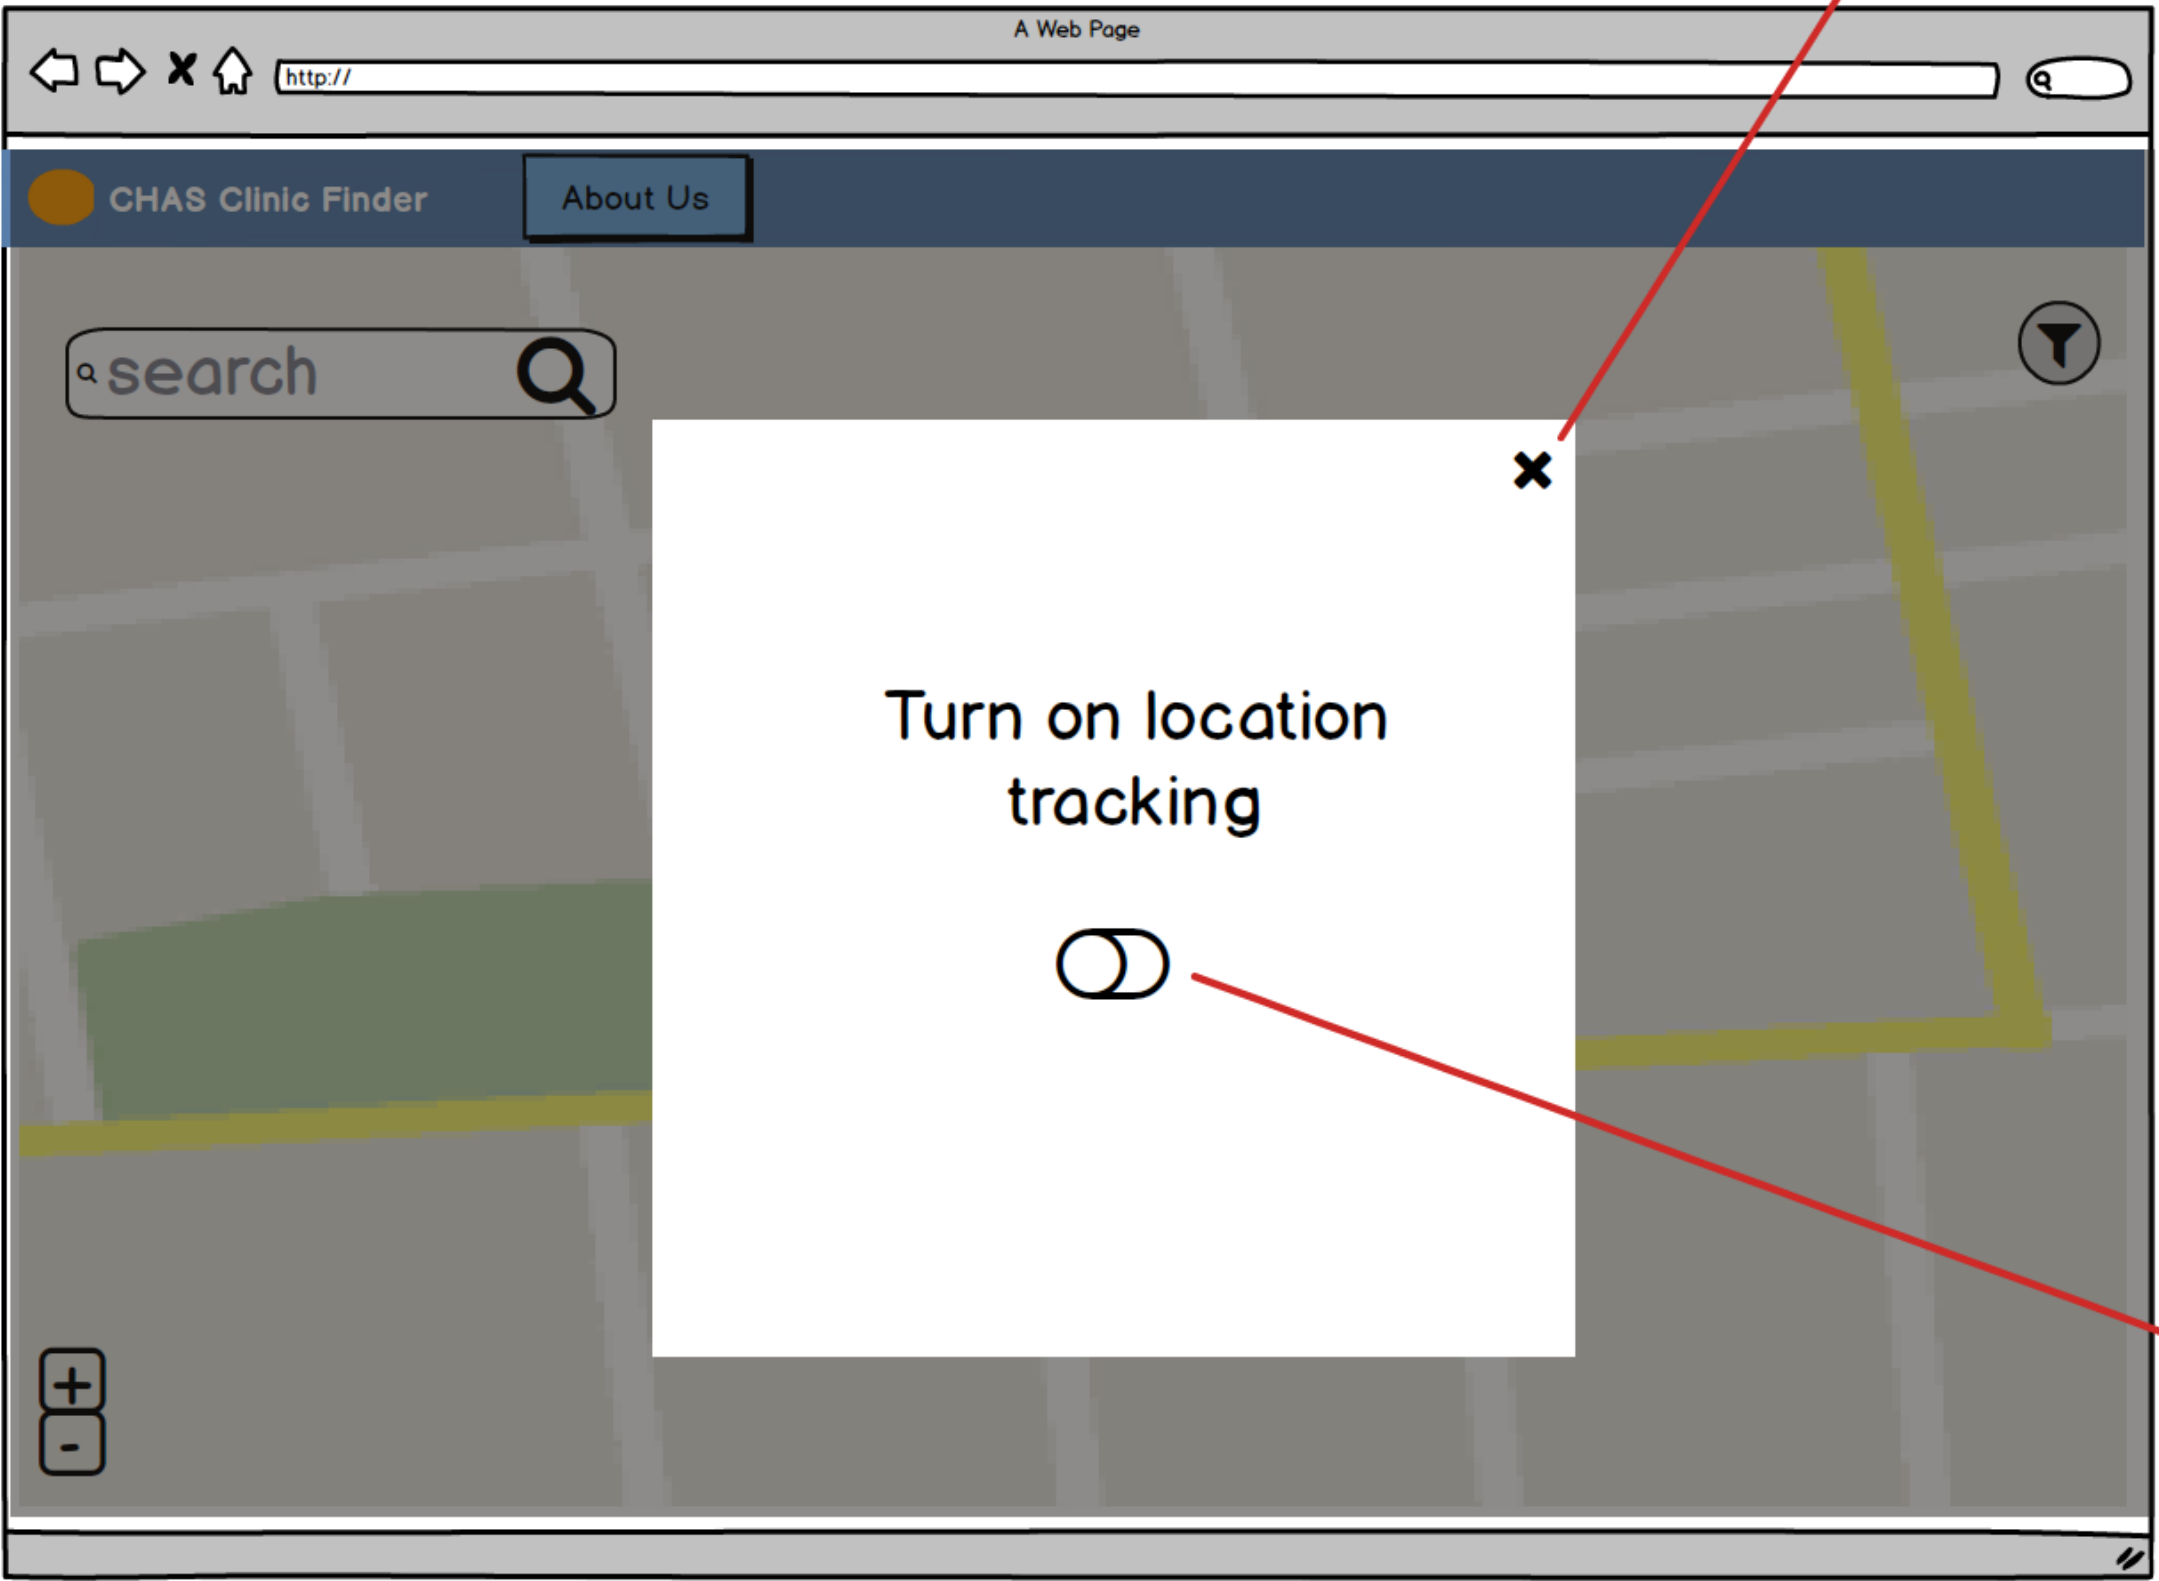 A Web Page
http://
CHAS Clinic Finder
About Us
search
Turn on location
tracking
+
-